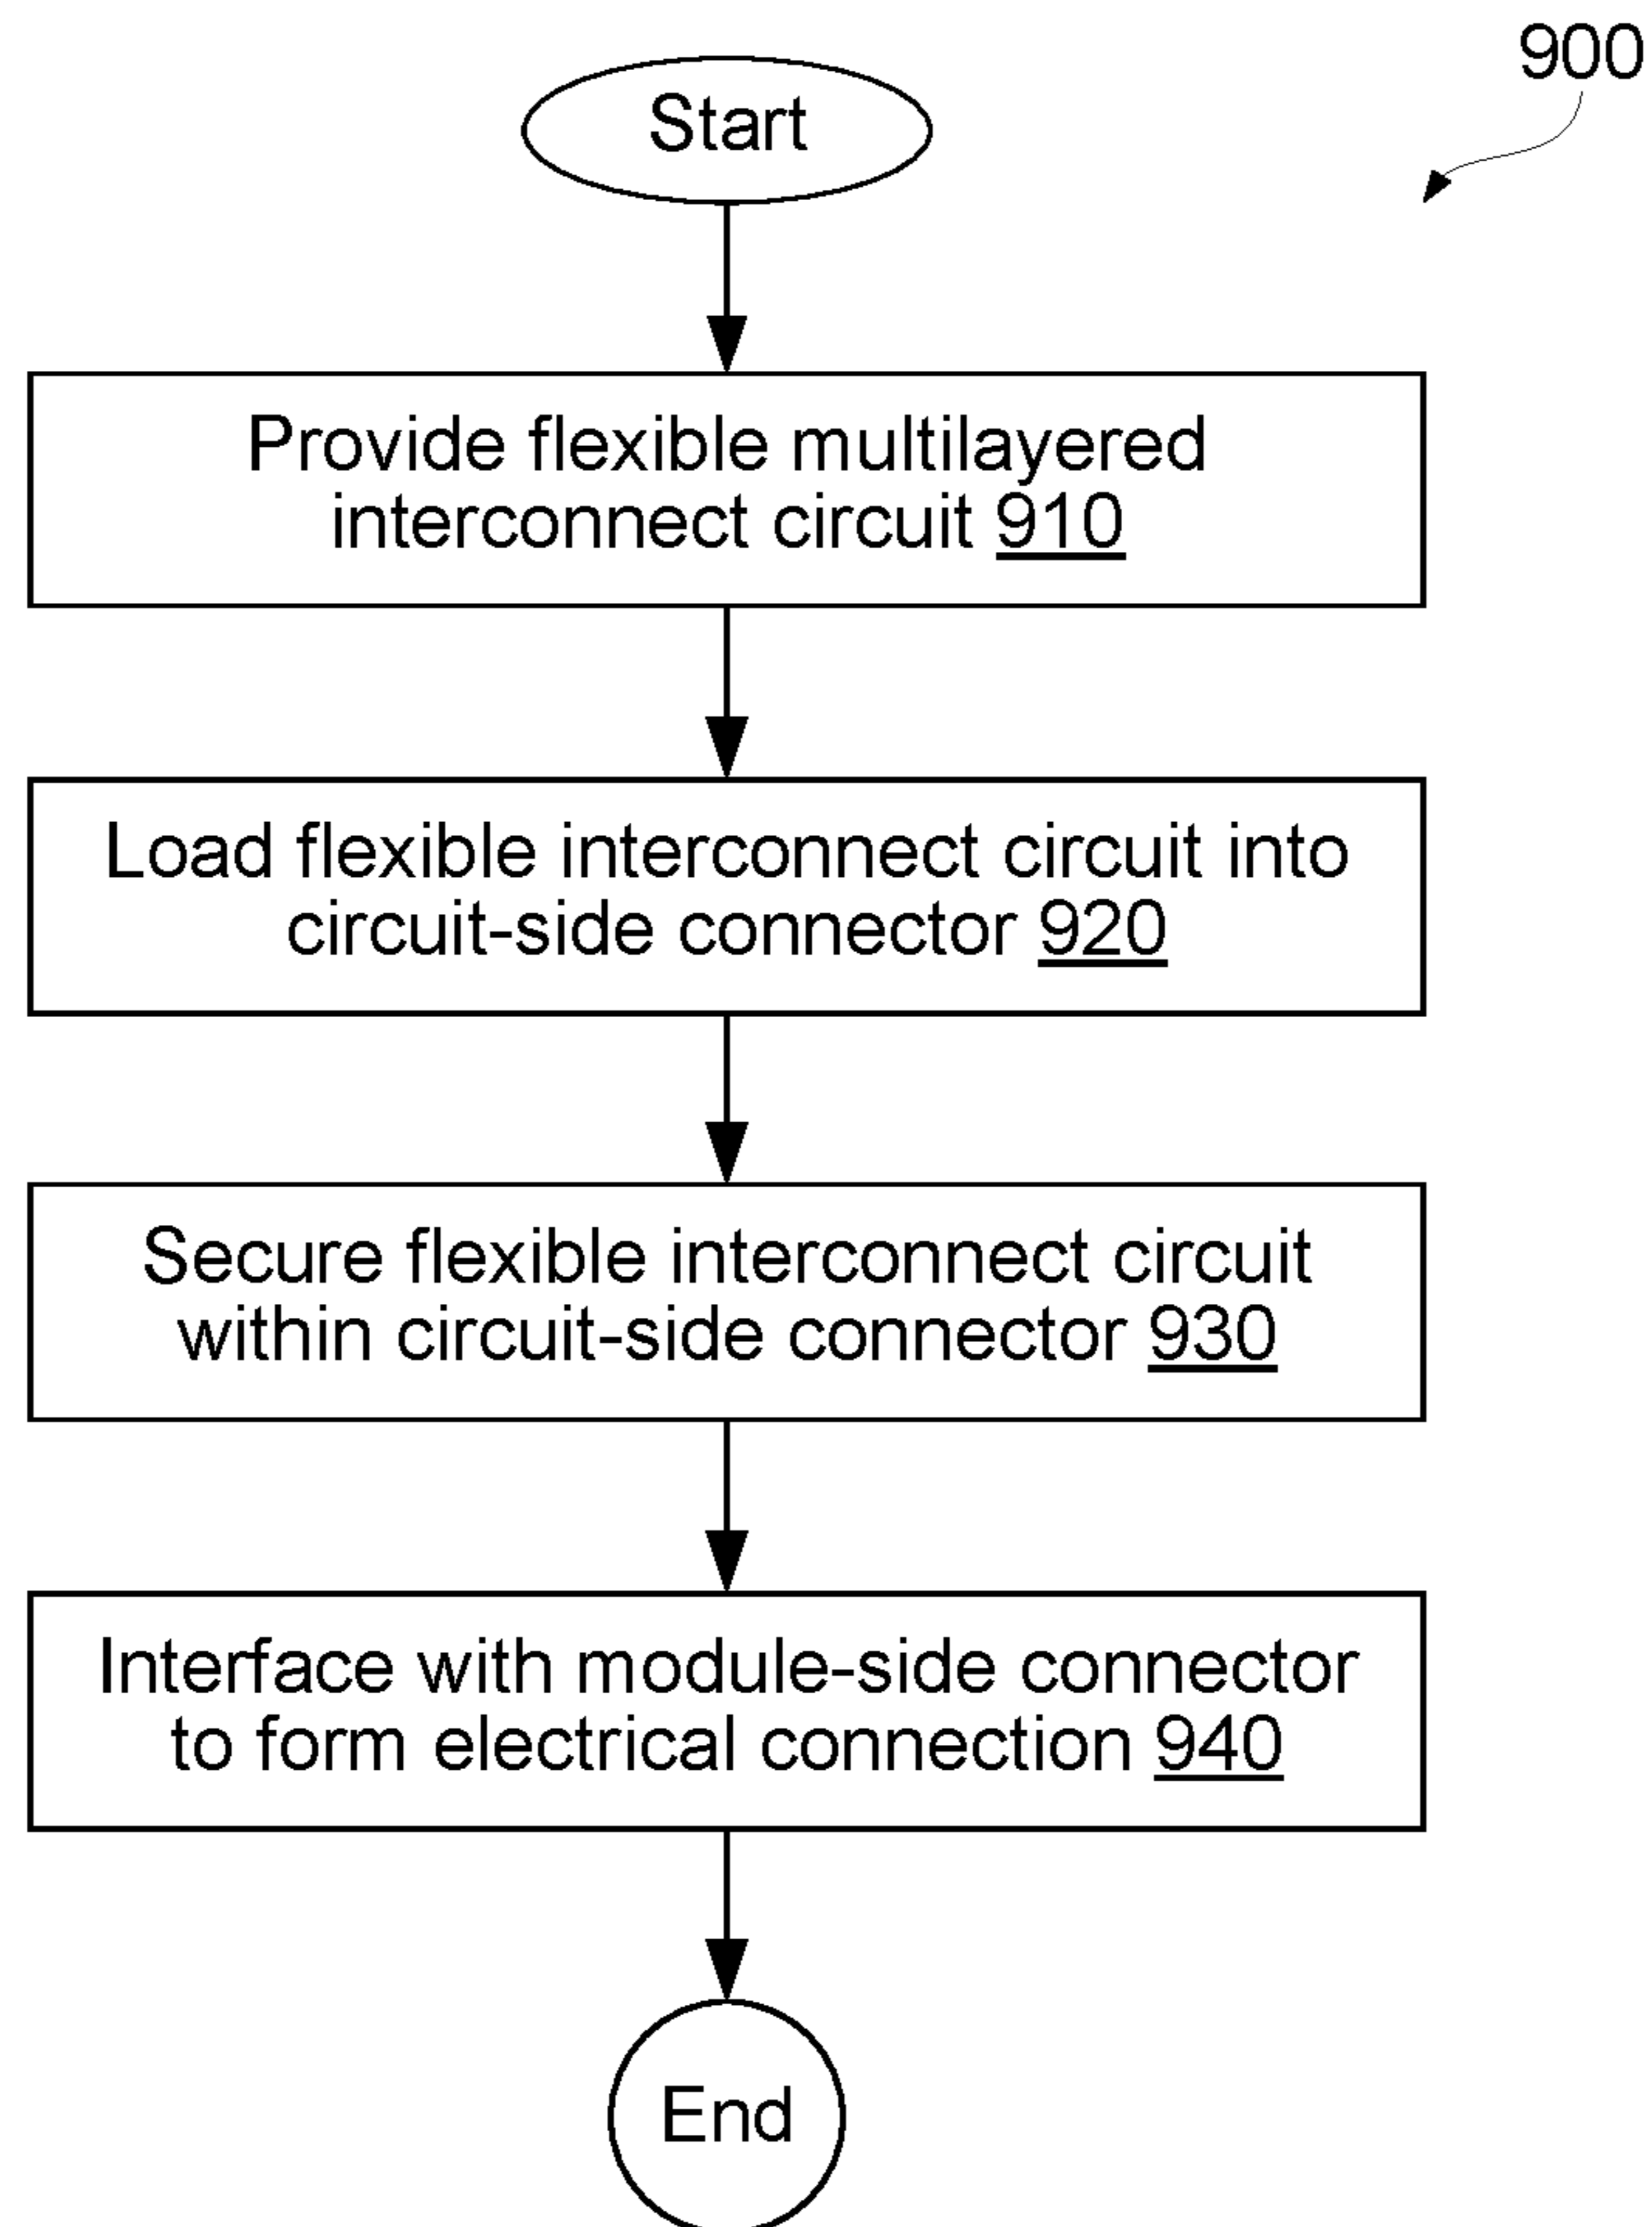 900
Start
Provide flexible multilayered
interconnect circuit 910
Load flexible interconnect circuit into
circuit-side connector 920
Secure flexible interconnect circuit
within circuit-side connector 930
Interface with module-side connector
to form electrical connection 940
End